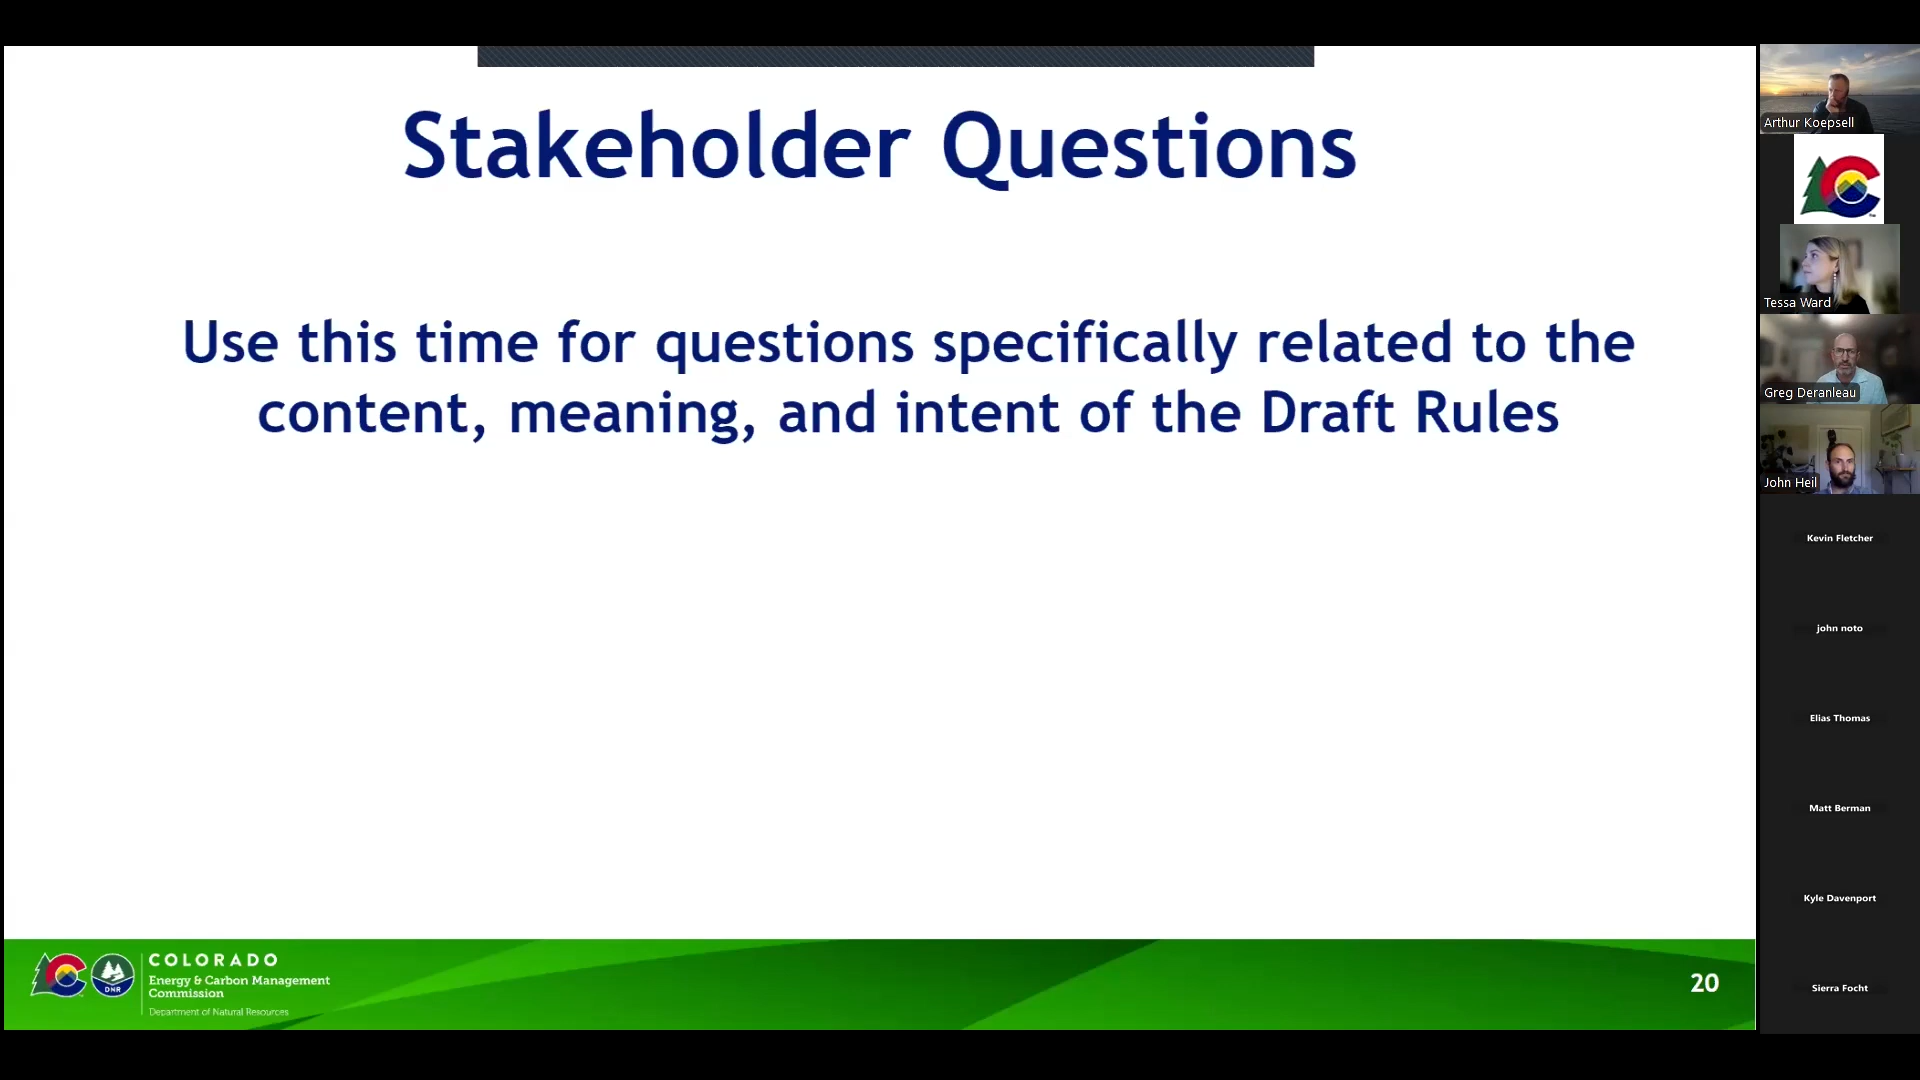 Stakeholder Questions
Use this time for questions specifically related to the
content, meaning, and intent of the Draft Rules
DNR
COLORADO
Energy & Carbon Management
Commission
Department of Natural Resources
20
Arthur Koepsell
Tessa Ward
Greg Deranleau
John Heil
Kevin Fletcher
john noto
Elias Thomas
Matt Berman
Kyle Davenport
Sierra Focht